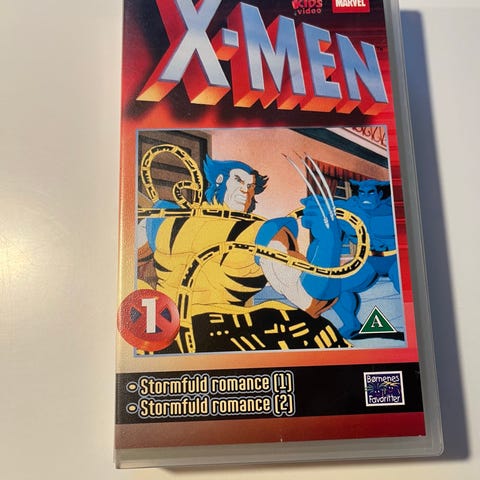 KIDS
video
MARVEL
X-MEN
1
A
• Stormfuld romance (1)
• Stormfuld romance (2)
Børnenes
Favoritter